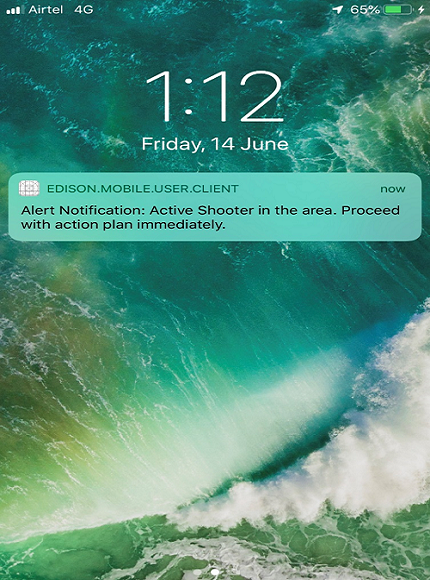 Airtel 4G 65%
1:12
Friday, 14 June
EDISON.MOBILE.USER.CLIENT now
Alert Notification: Active Shooter in the area. Proceed
with action plan immediately.